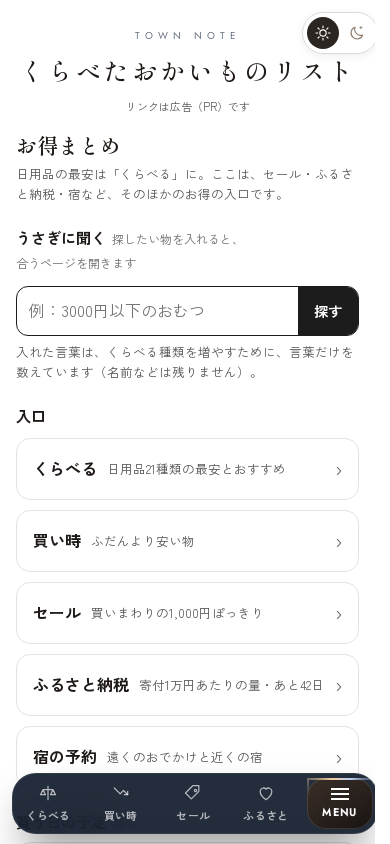 TOWN NOTE
くらべたおかいものリスト
リンクは広告（PR）です
お得まとめ
日用品の最安は「くらべる」に。ここは、セール・ふるさ
と納税・宿など、そのほかのお得の入口です。
うさぎに聞く 探したい物を入れると、
合うページを開きます
例：3000円以下のおむつ
探す
入れた言葉は、くらべる種類を増やすために、言葉だけを
数えています（名前などは残りません）。
入口
くらべる 日用品21種類の最安とおすすめ ›
買い時 ふだんより安い物 ›
セール 買いまわりの1,000円ぽっきり ›
ふるさと納税 寄付1万円あたりの量・あと42日 ›
宿の予約 遠くのおでかけと近くの宿 ›
くらべる 買い時 セール ふるさと MENU